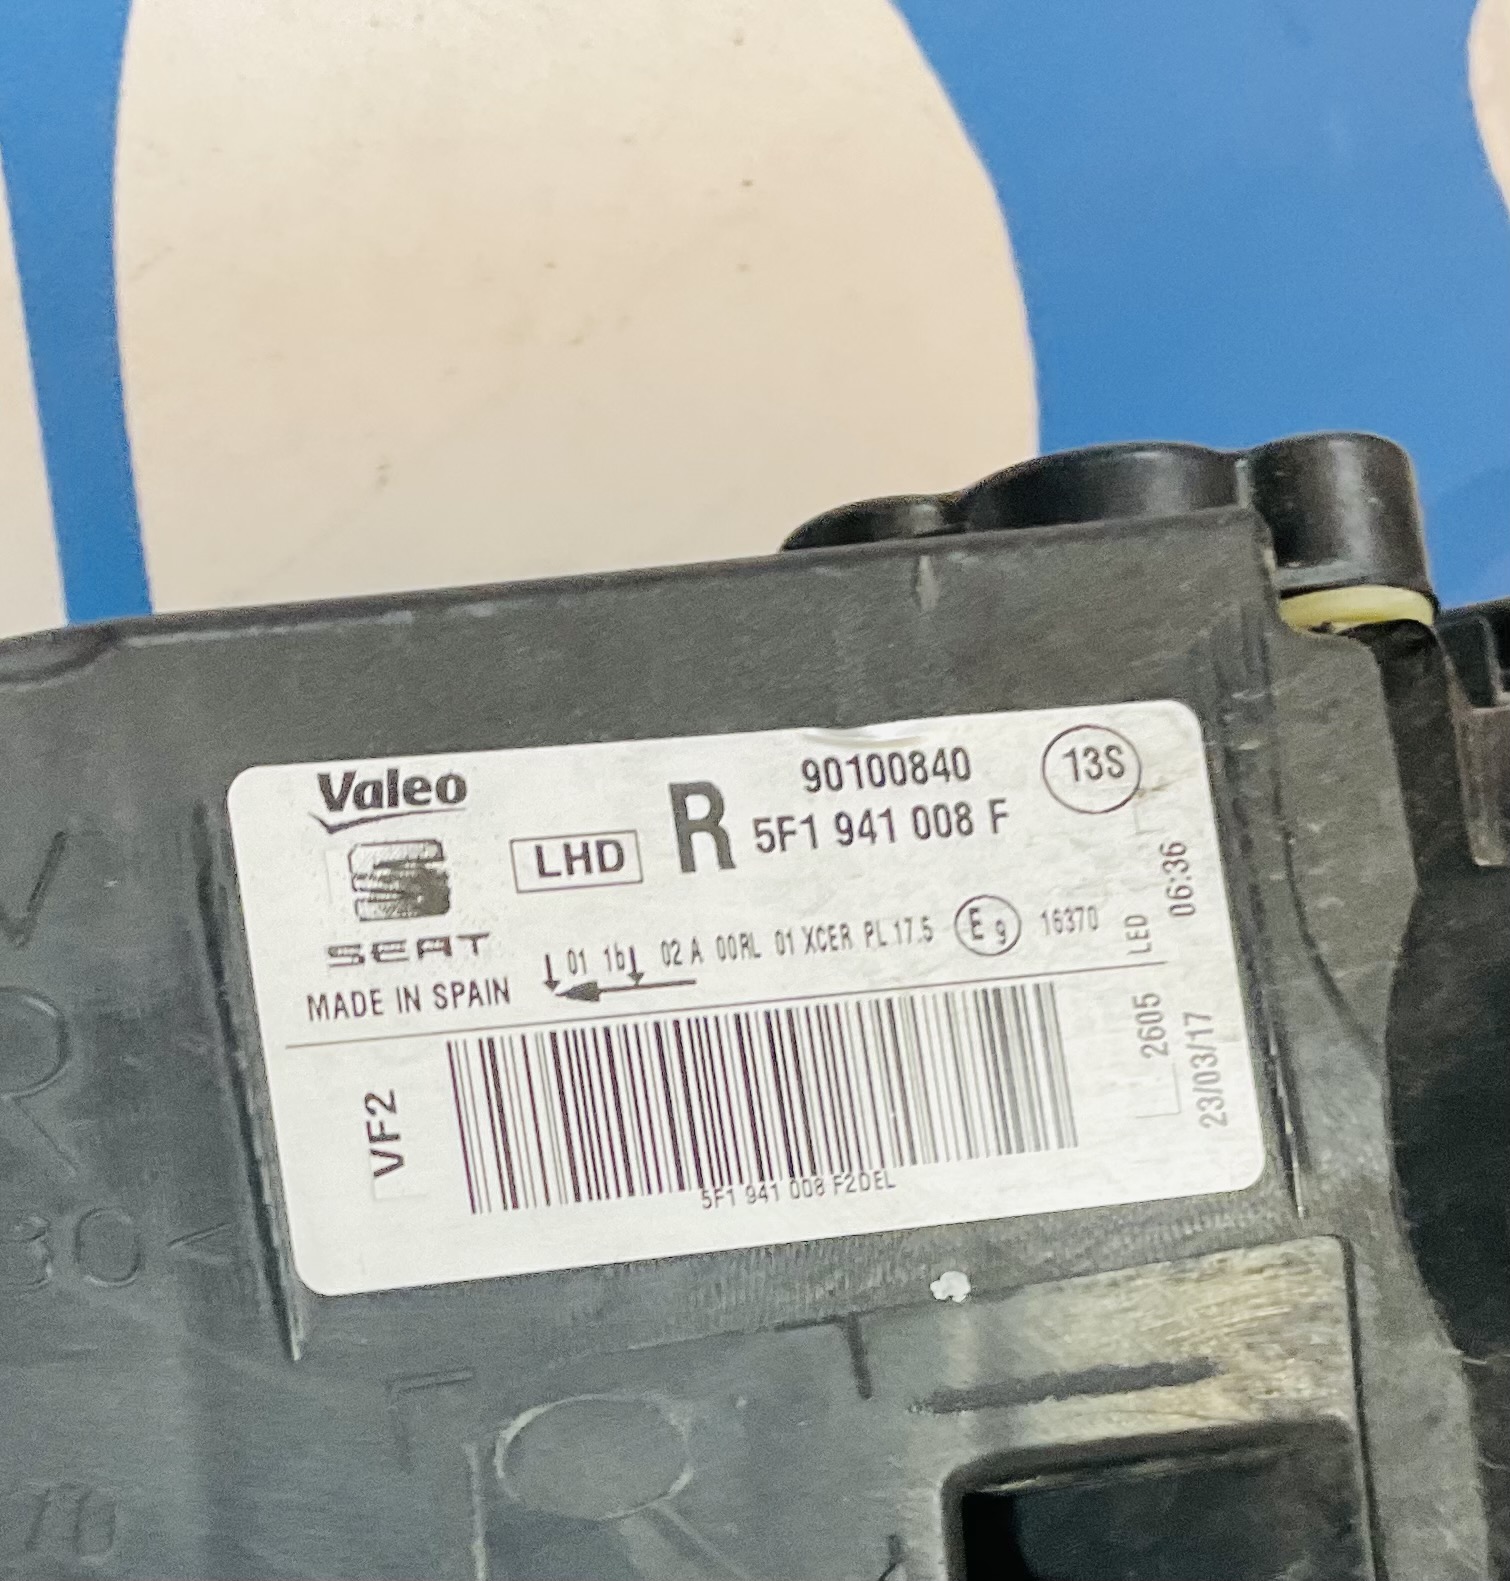 Valeo
SEAT
MADE IN SPAIN
LHD
R
90100840
5F1 941 008 F
13S
01 1b 02 A 00RL 01 XCER PL 17.5 E9 16370
LED
06:36
VF2
5F1 941 008 F2DEL
2605
23/03/17